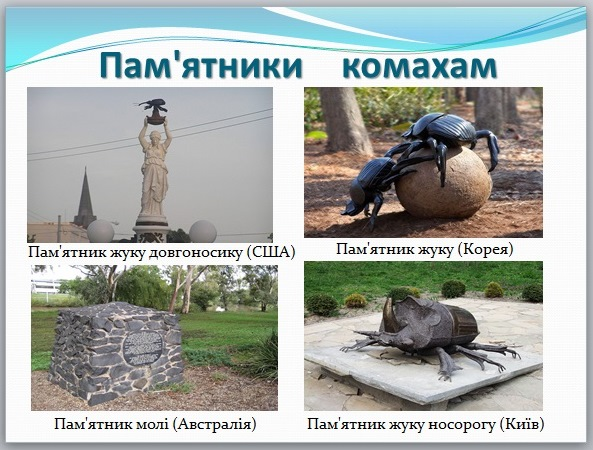 Пам'ятники комахам
Пам'ятник жуку довгоносику (США)
Пам'ятник жуку (Корея)
Пам'ятник молі (Австралія)
Пам'ятник жуку носорогу (Київ)